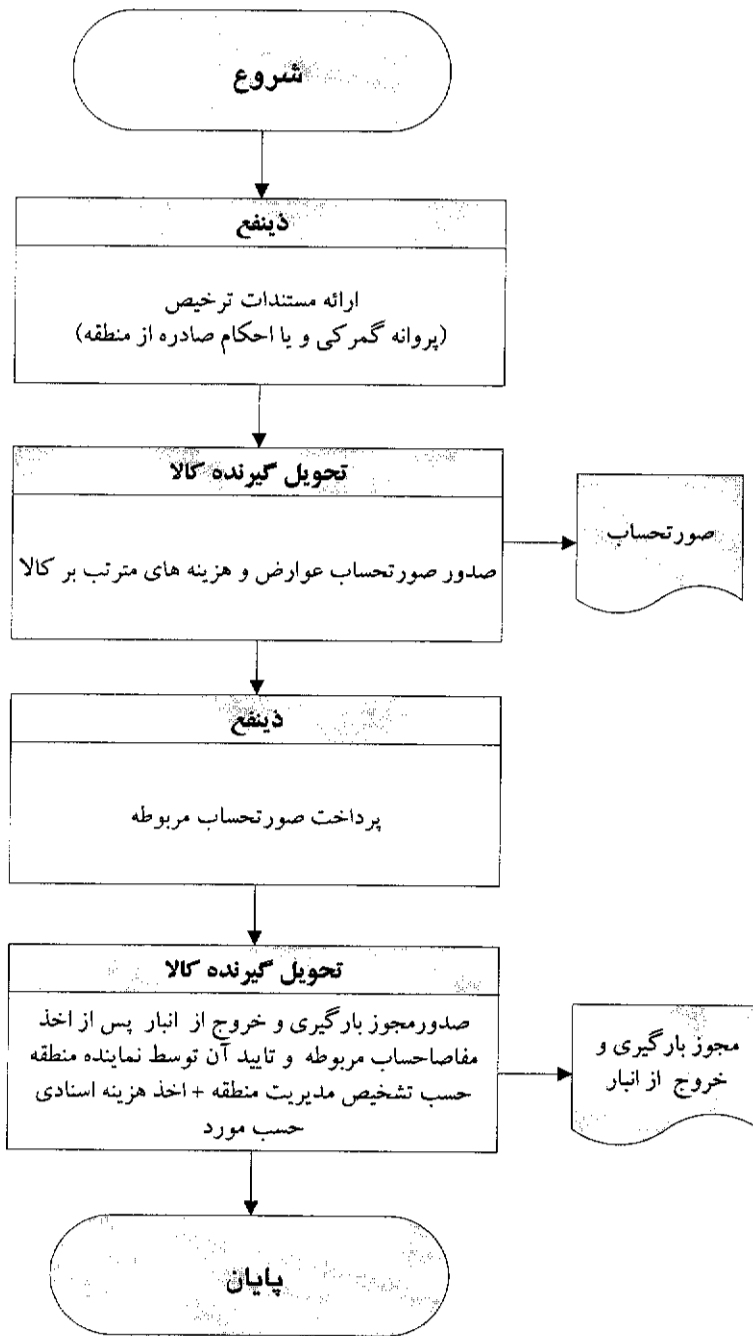 شروع
ذینفع
ارائه مستندات ترخیص
(پروانه گمرکی و یا احکام صادره از منطقه)
تحویل گیرنده کالا
صدور صورتحساب عوارض و هزینه های مترتب بر کالا
صورتحساب
ذینفع
پرداخت صورتحساب مربوطه
تحویل گیرنده کالا
صدورمجوز بارگیری و خروج از انبار پس از اخذ
مفاصاحساب مربوطه و تایید آن توسط نماینده منطقه
حسب تشخیص مدیریت منطقه + اخذ هزینه اسنادی
حسب مورد
مجوز بارگیری و
خروج از انبار
پایان